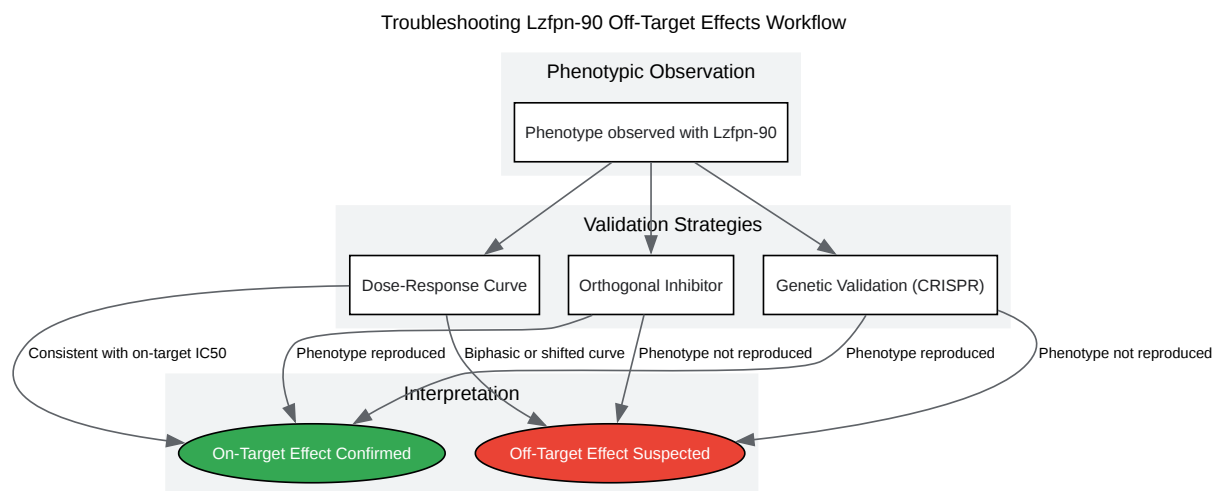 Troubleshooting Lzfpn-90 Off-Target Effects Workflow
Phenotypic Observation
Phenotype observed with Lzfpn-90
Validation Strategies
Dose-Response Curve
Orthogonal Inhibitor
Genetic Validation (CRISPR)
Consistent with on-target IC50
Phenotype reproduced
Biphasic or shifted curve
Phenotype not reproduced
Phenotype reproduced
Phenotype not reproduced
Interpretation
On-Target Effect Confirmed
Off-Target Effect Suspected